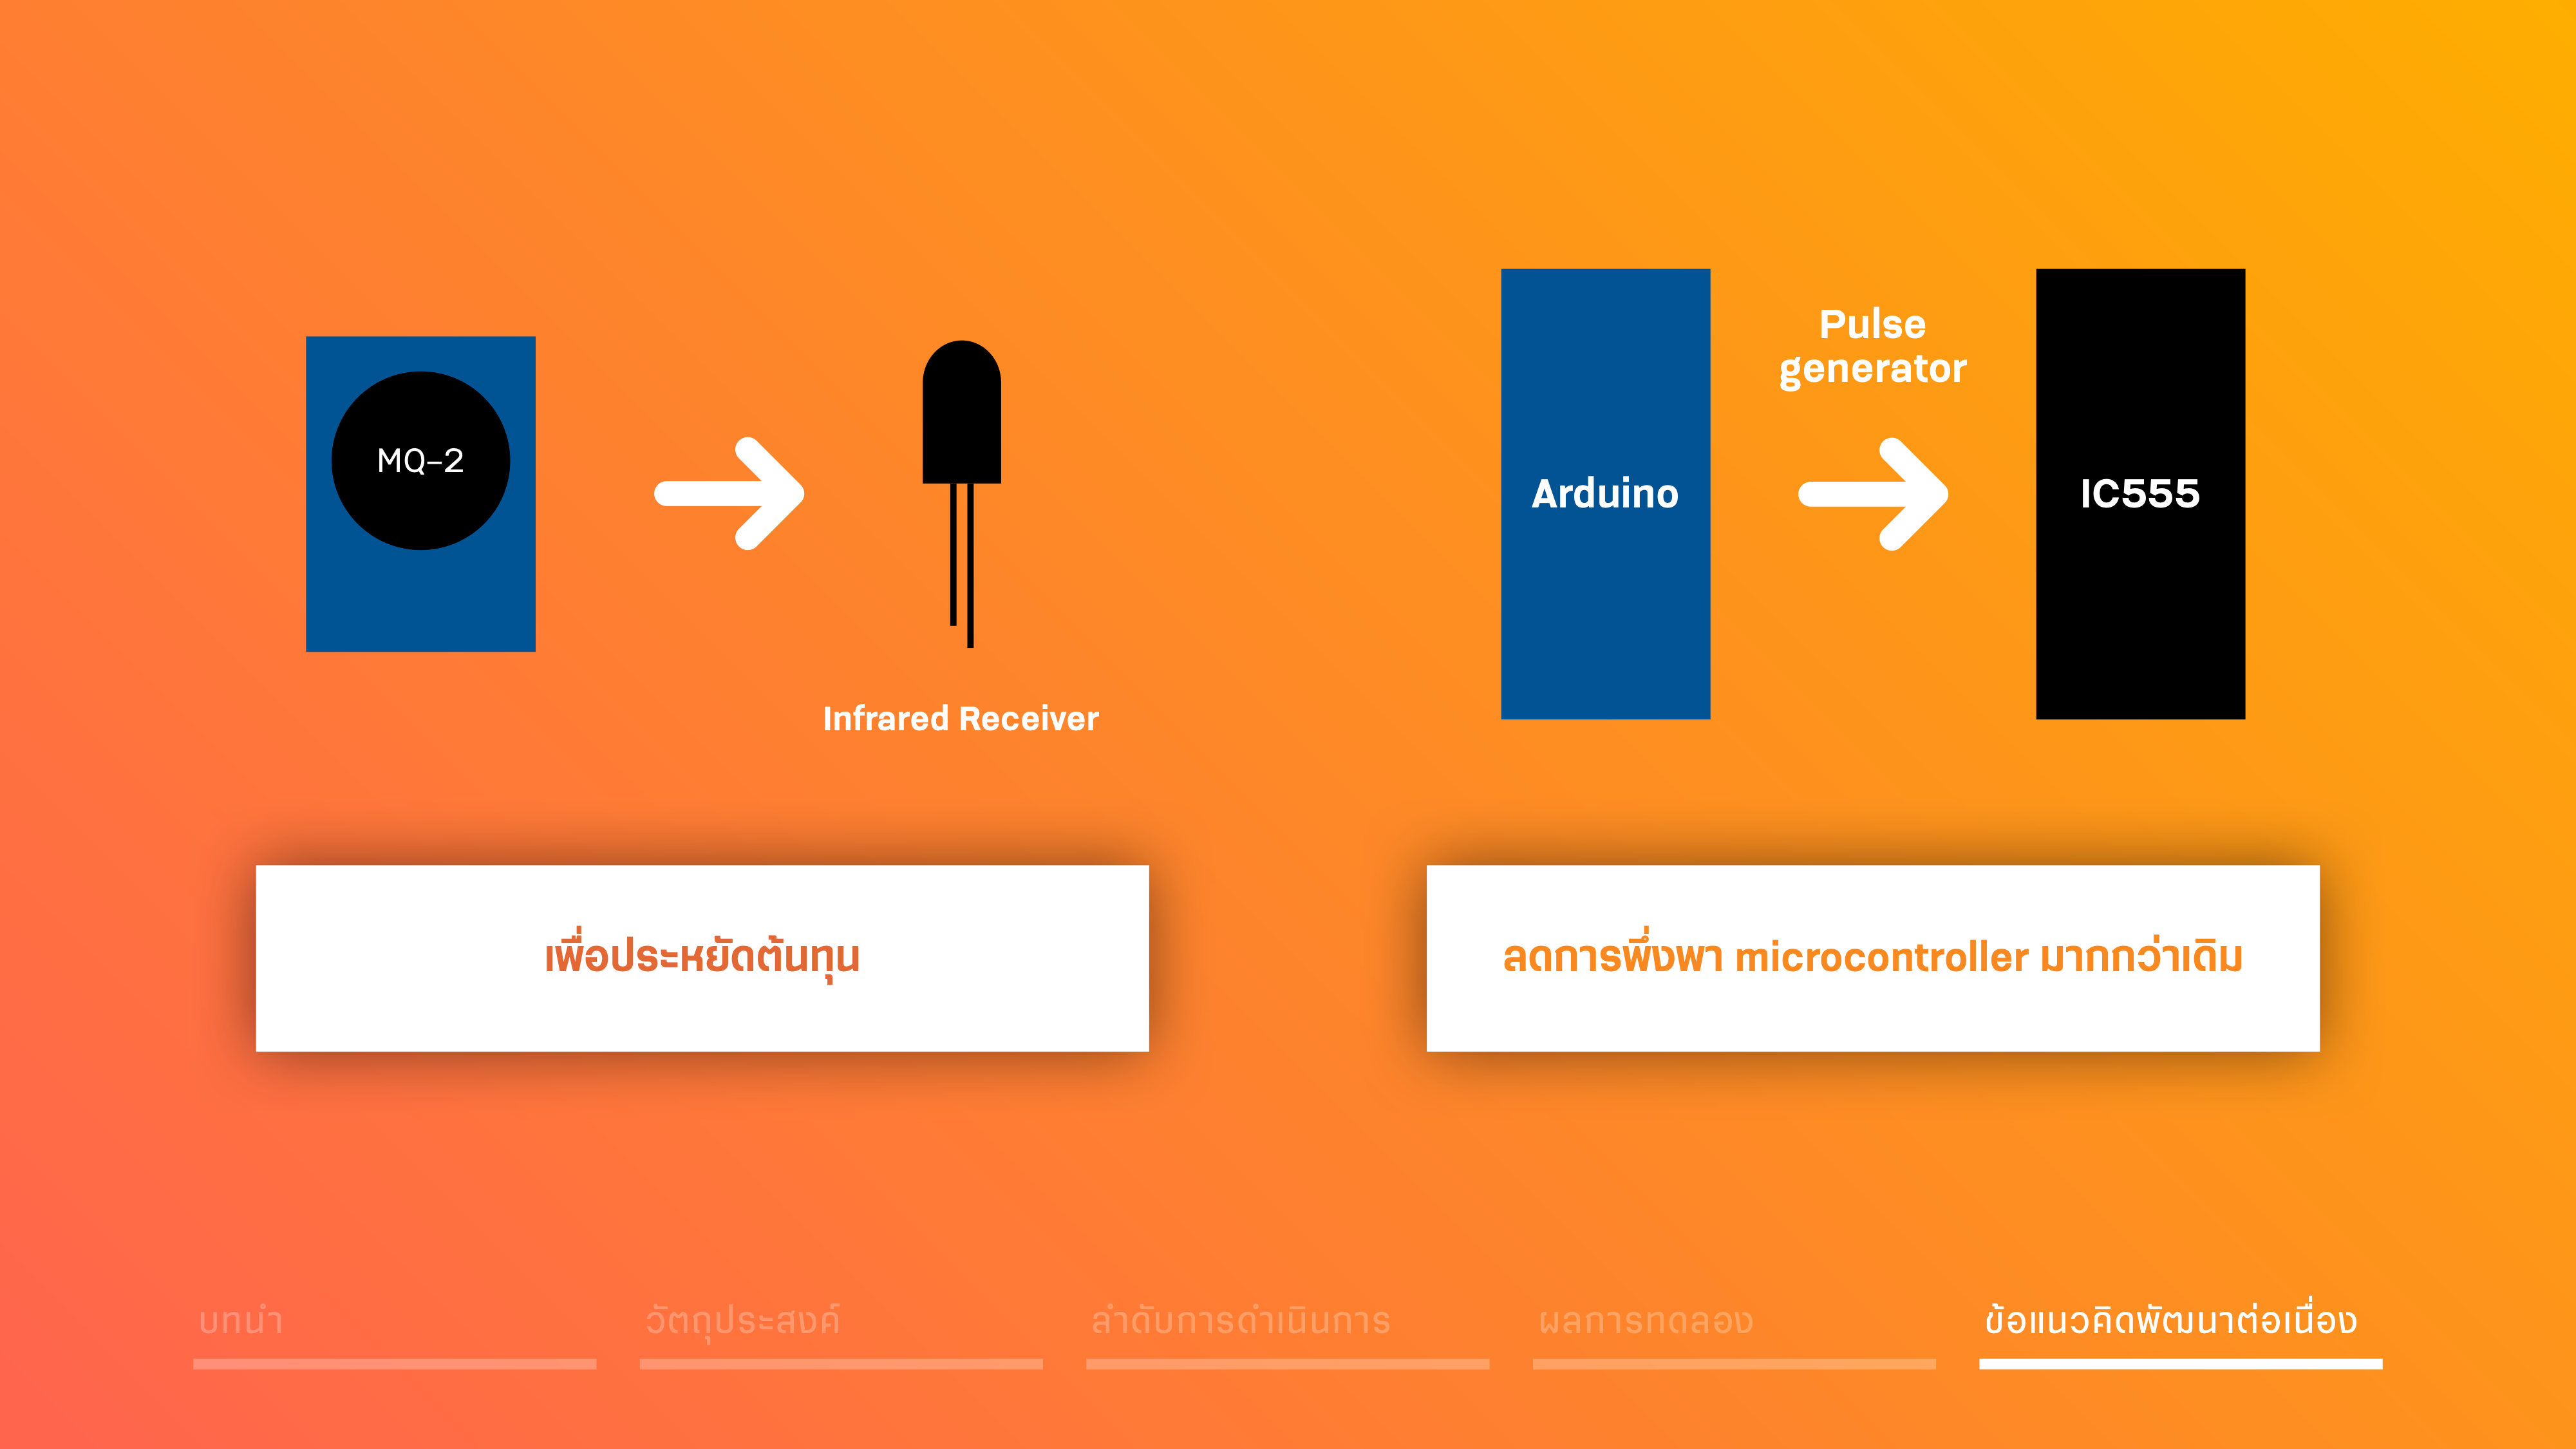 MQ-2
Infrared Receiver
เพื่อประหยัดต้นทุน
Arduino
Pulse
generator
IC555
ลดการพึ่งพา microcontroller มากกว่าเดิม
บทนำ
วัตถุประสงค์
ลำดับการดำเนินการ
ผลการทดลอง
ข้อแนวคิดพัฒนาต่อเนื่อง